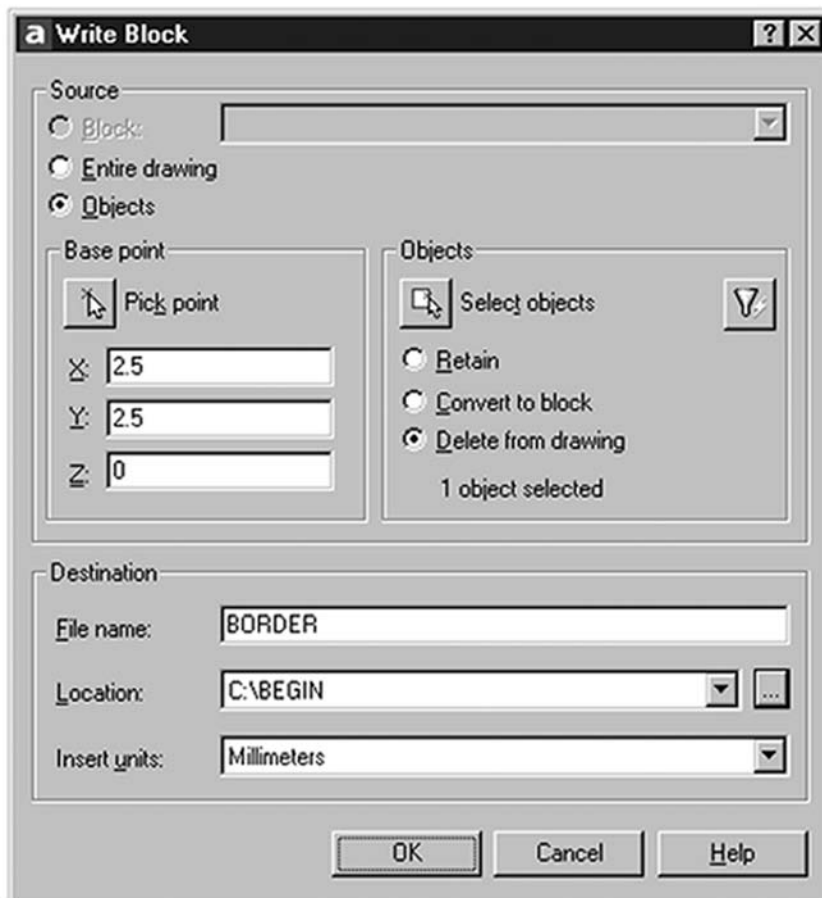 a Write Block
Source
Block:
Entire drawing
Objects
Base point
Pick point
X: 2.5
Y: 2.5
Z: 0
Objects
Select objects
Retain
Convert to block
Delete from drawing
1 object selected
Destination
File name: BORDER
Location: C:\BEGIN ...
Insert units: Millimeters
OK Cancel Help